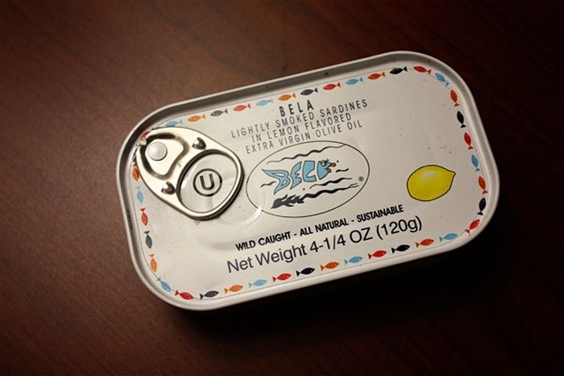 BELA
LIGHTLY SMOKED SARDINES
IN LEMON FLAVORED
EXTRA VIRGIN OLIVE OIL
BELA
®
U
WILD CAUGHT - ALL NATURAL - SUSTAINABLE
Net Weight 4-1/4 OZ (120g)